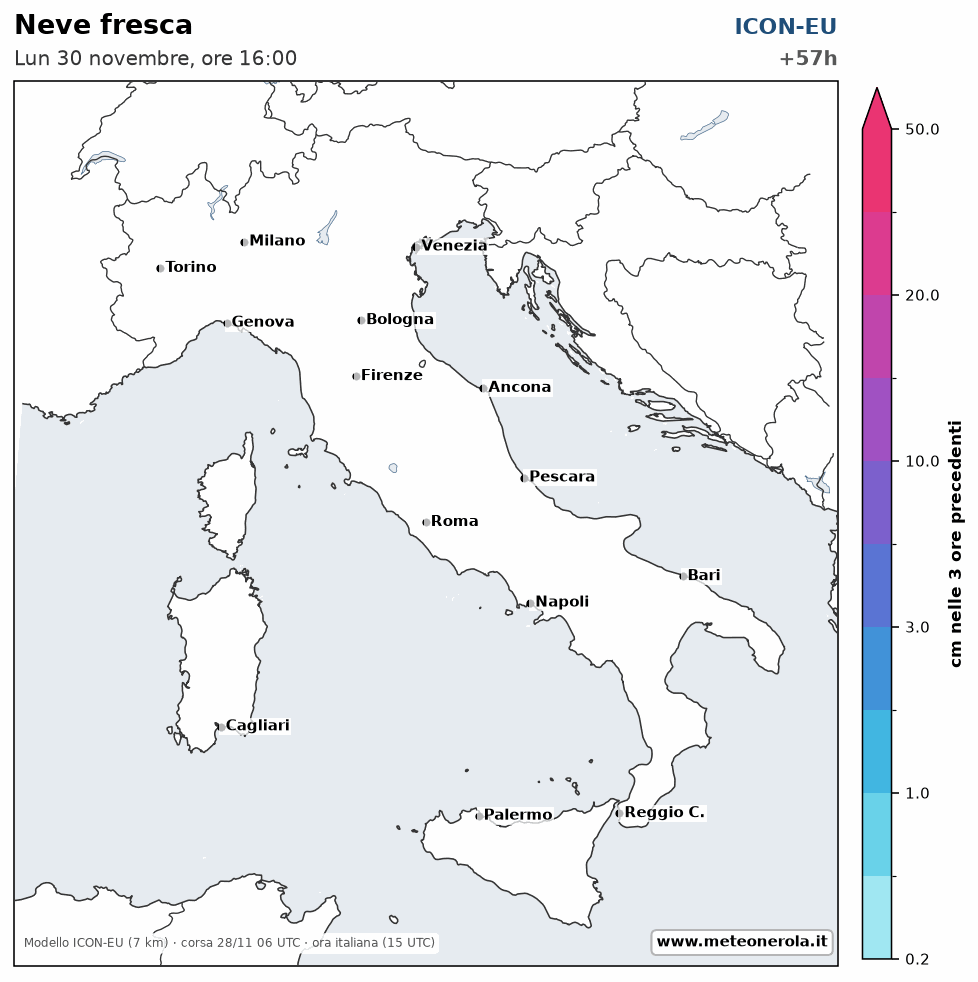 Neve fresca
ICON-EU
Lun 30 novembre, ore 16:00
+57h
50.0
Milano
Venezia
Torino
20.0
Genova
Bologna
Firenze
Ancona
10.0
Pescara
Roma
Bari
Napoli
3.0
Cagliari
1.0
Palermo
Reggio C.
cm nelle 3 ore precedenti
Modello ICON-EU (7 km) · corsa 28/11 06 UTC · ora italiana (15 UTC)
www.meteonerola.it
0.2